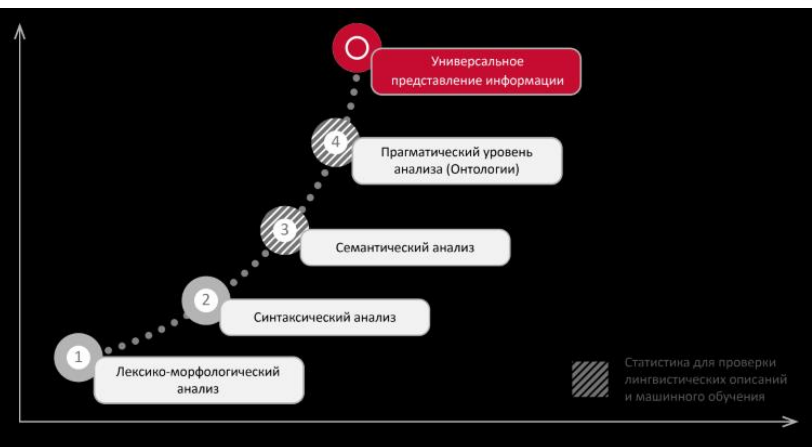 Универсальное
представление информации
4
Прагматический уровень
анализа (Онтологии)
3
Семантический анализ
2
Синтаксический анализ
1
Лексико-морфологический
анализ
Статистика для проверки
лингвистических описаний
и машинного обучения